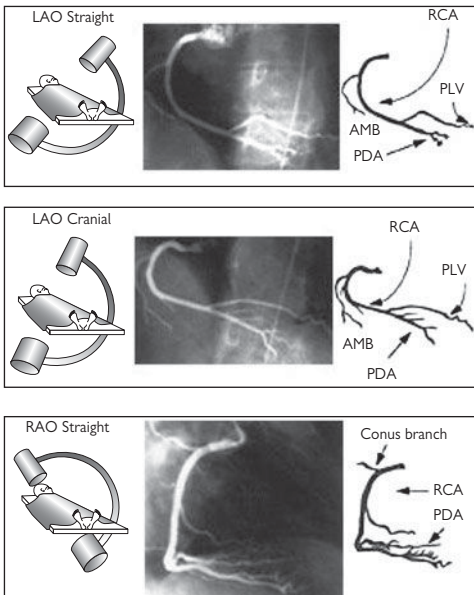 LAO Straight
RCA
PLV
AMB
PDA
LAO Cranial
RCA
PLV
AMB
PDA
RAO Straight
Conus branch
RCA
PDA